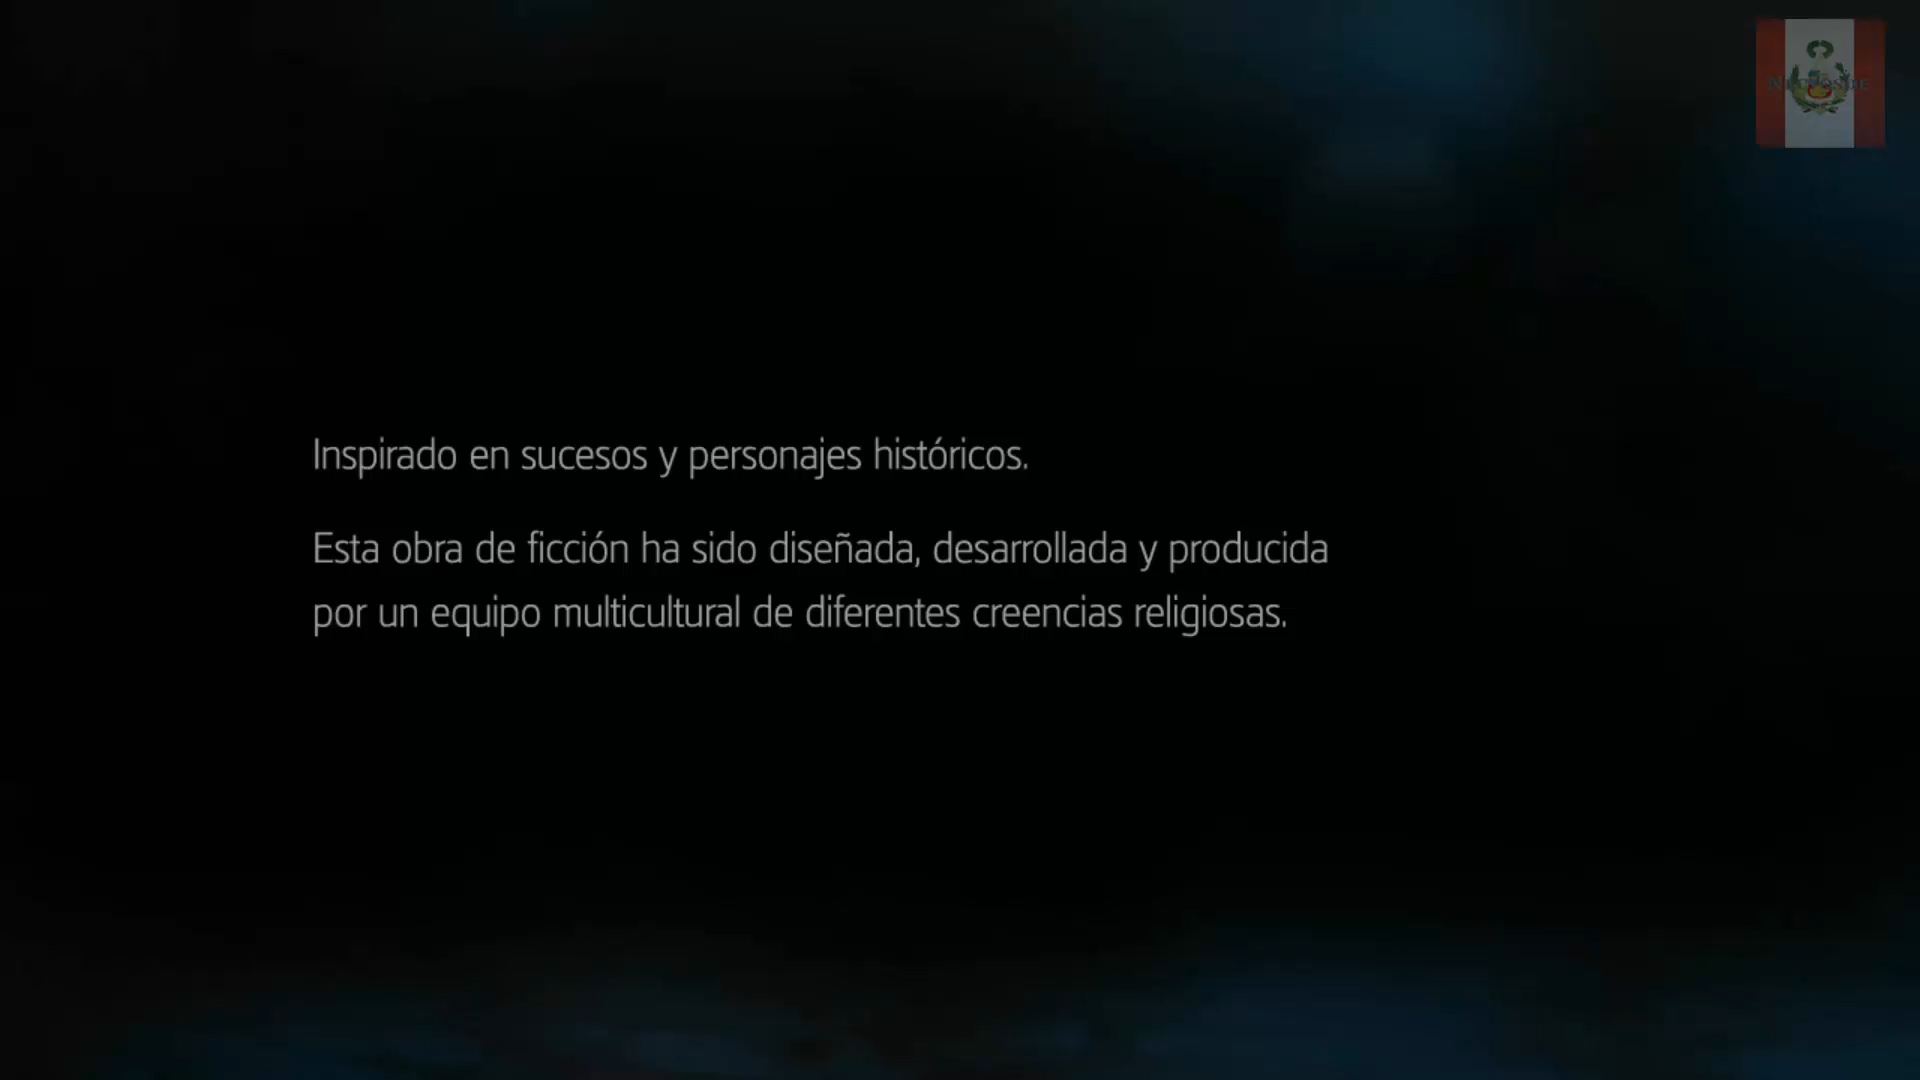 Inspirado en sucesos y personajes históricos.
Esta obra de ficción ha sido diseñada, desarrollada y producida
por un equipo multicultural de diferentes creencias religiosas.